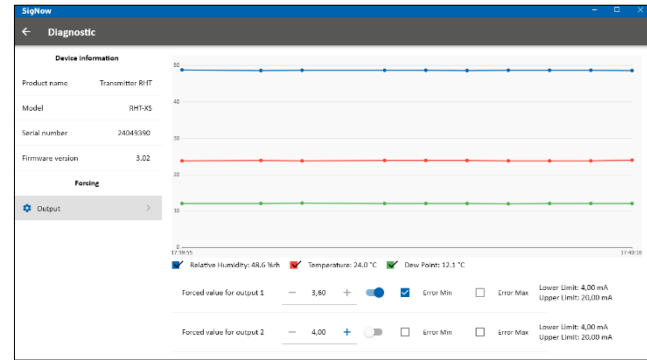 SigNow
Diagnostic
Device information
Product name Transmitter RHT
Model RHT-XS
Serial number 24049390
Firmware version 3.02
Forcing
Output
50
40
30
20
10
0
17:39:55 17:40:18
Relative Humidity: 48.6 %rh Temperature: 24.0 °C Dew Point: 12.1 °C
Forced value for output 1 — 3,60 + Error Min Error Max Lower Limit: 4,00 mA
Upper Limit: 20,00 mA
Forced value for output 2 — 4,00 + Error Min Error Max Lower Limit: 4,00 mA
Upper Limit: 20,00 mA